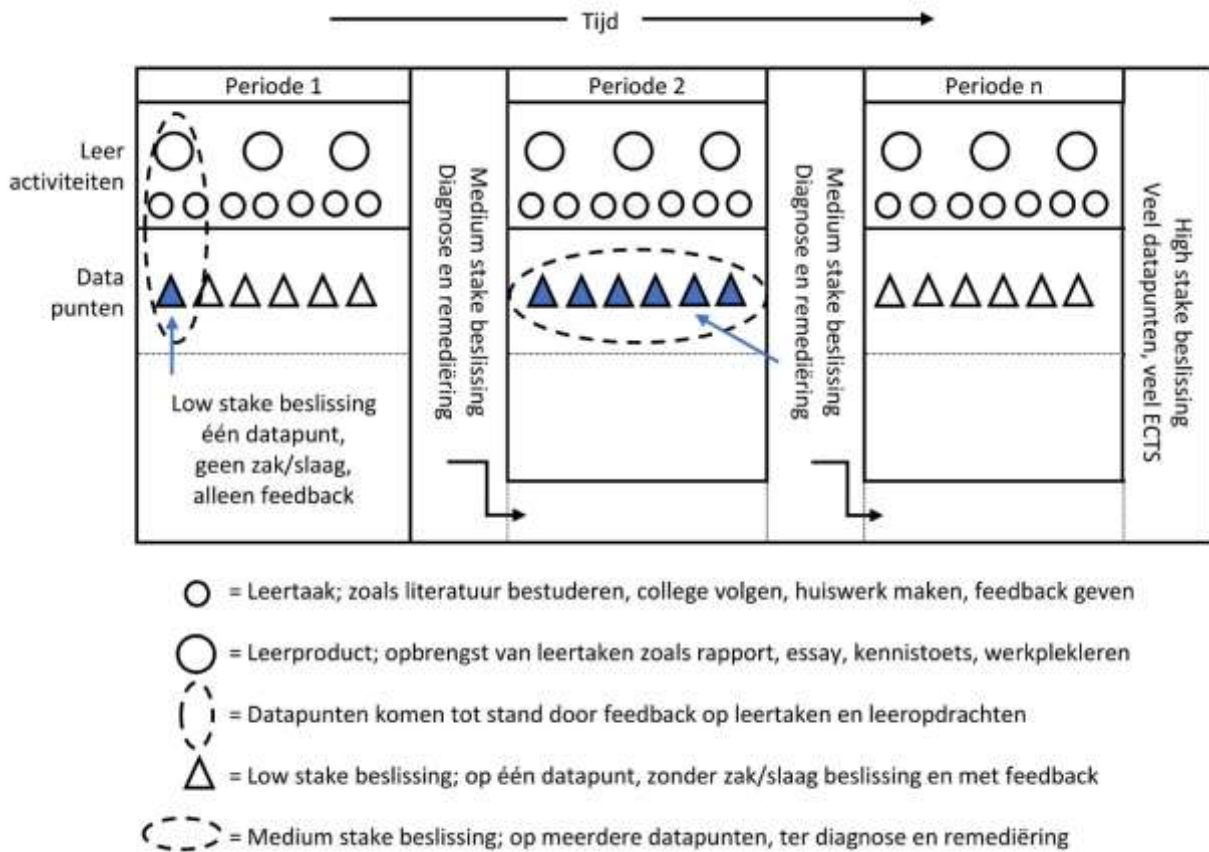 Tijd
Periode 1
Periode 2
Periode n
Leer
activiteiten
Data
punten
Low stake beslissing
één datapunt,
geen zak/slaag,
alleen feedback
Medium stake beslissing
Diagnose en remediëring
Medium stake beslissing
Diagnose en remediëring
High stake beslissing
Veel datapunten, veel ECTS
= Leertaak; zoals literatuur bestuderen, college volgen, huiswerk maken, feedback geven
= Leerproduct; opbrengst van leertaken zoals rapport, essay, kennistoets, werkplekleren
= Datapunten komen tot stand door feedback op leertaken en leeropdrachten
= Low stake beslissing; op één datapunt, zonder zak/slaag beslissing en met feedback
= Medium stake beslissing; op meerdere datapunten, ter diagnose en remediëring